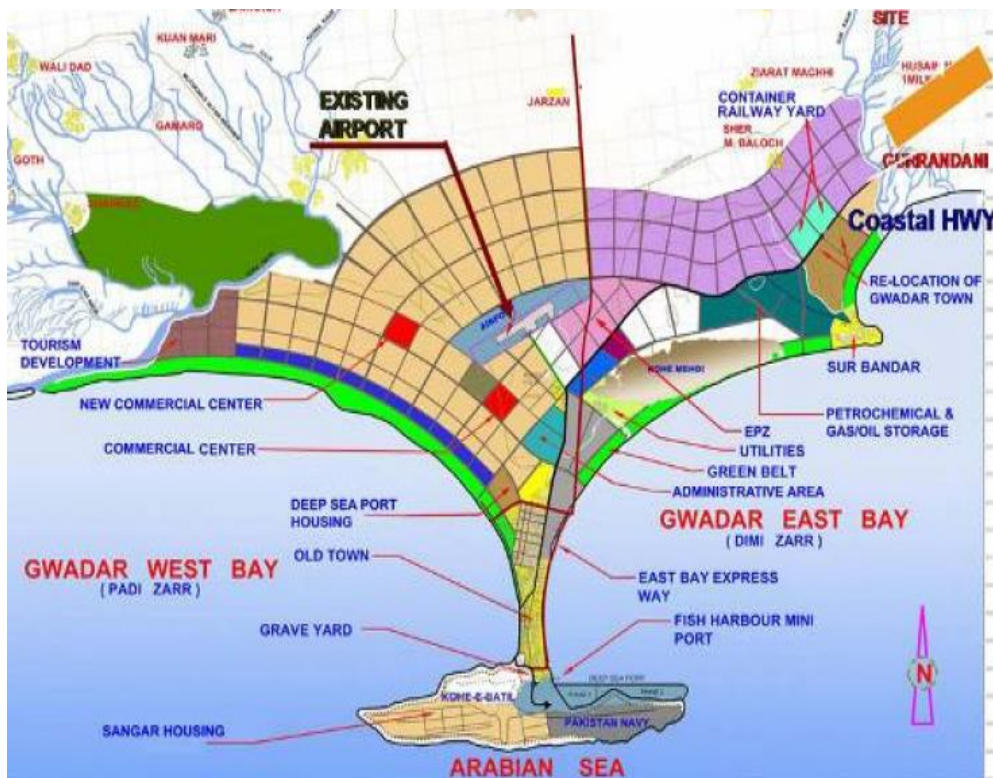 SITE
KUAN MARI
WALI DAD
ZIARAT MACHHI
EXISTING
AIRPORT
JARZAN
CONTAINER
RAILWAY YARD
GAMARO
SHER
M. BALOCH
GOTH
Coastal HWY
RE-LOCATION OF
GWADAR TOWN
TOURISM
DEVELOPMENT
KOHE MEHDI
SUR BANDAR
NEW COMMERCIAL CENTER
PETROCHEMICAL &
GAS/OIL STORAGE
EPZ
COMMERCIAL CENTER
UTILITIES
GREEN BELT
ADMINISTRATIVE AREA
DEEP SEA PORT
HOUSING
GWADAR EAST BAY
( DIMI ZARR )
OLD TOWN
GWADAR WEST BAY
( PADI ZARR )
EAST BAY EXPRESS
WAY
FISH HARBOUR MINI
PORT
GRAVE YARD
N
DEEP SEA PORT
KOHE-E-BATIL
PAKISTAN NAVY
SANGAR HOUSING
ARABIAN SEA